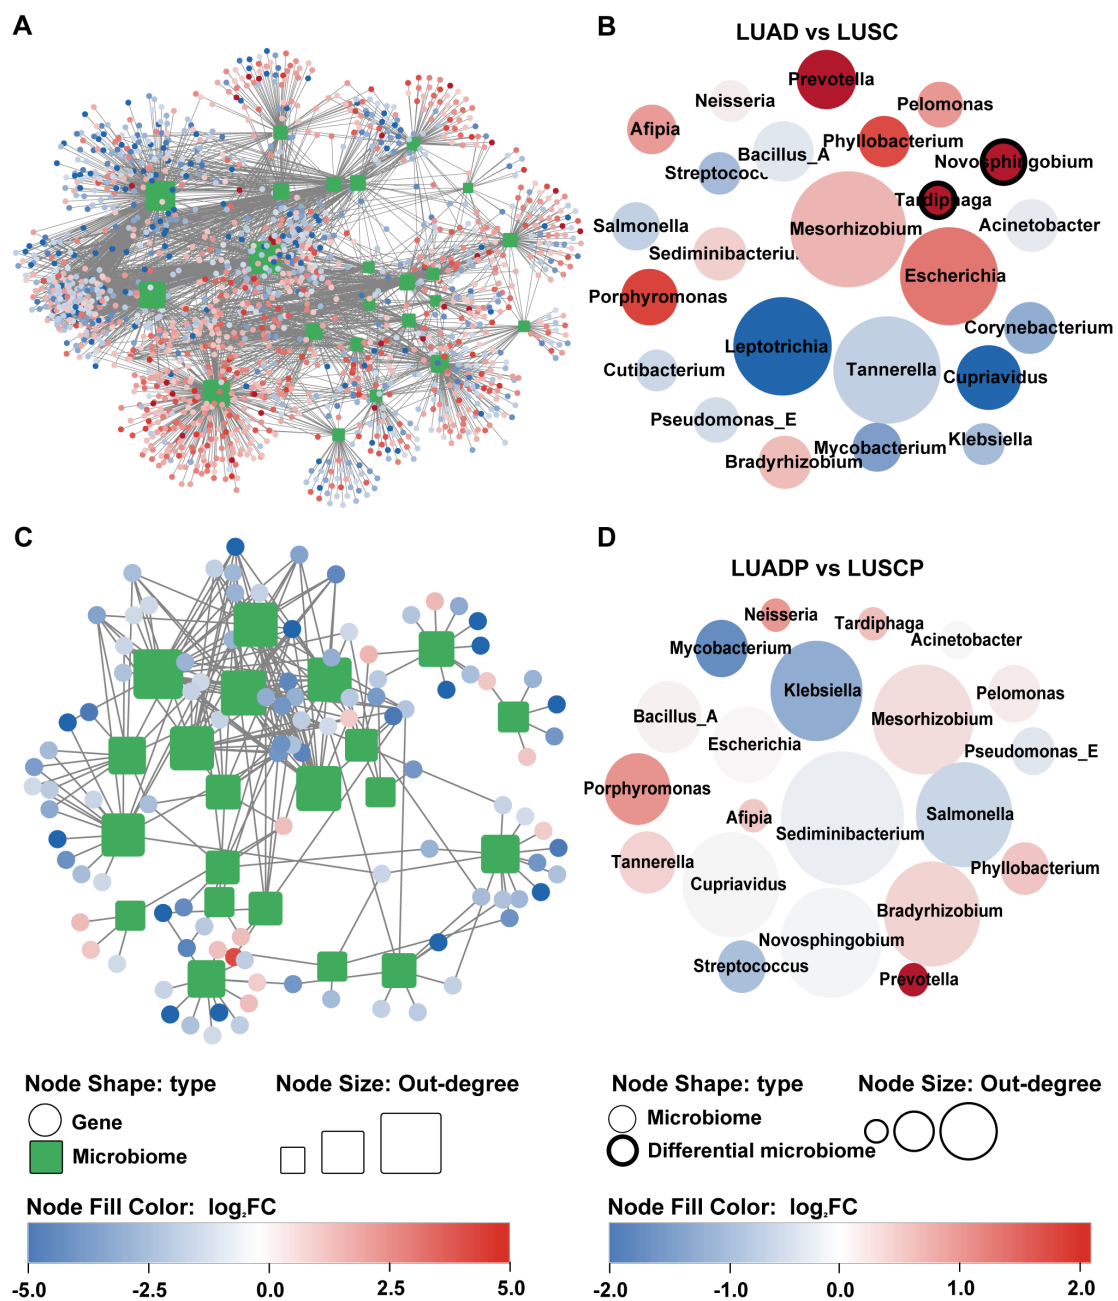 A
B
LUAD vs LUSC
Prevotella
Neisseria
Pelomonas
Afipia
Phyllobacterium
Bacillus_A
Novosphingobium
Streptococc
Tardiphaga
Salmonella
Mesorhizobium
Acinetobacter
Sediminibacteriu
Escherichia
Porphyromonas
Corynebacterium
Leptotrichia
Cutibacterium
Tannerella
Cupriavidus
Pseudomonas_E
Mycobacterium
Klebsiella
Bradyrhizobium
C
D
LUADP vs LUSCP
Neisseria
Tardiphaga
Mycobacterium
Acinetobacter
Klebsiella
Pelomonas
Bacillus_A
Mesorhizobium
Escherichia
Pseudomonas_E
Porphyromonas
Afipia
Salmonella
Sediminibacterium
Tannerella
Phyllobacterium
Cupriavidus
Bradyrhizobium
Novosphingobium
Streptococcus
Prevotella
Node Shape: type
Node Size: Out-degree
Gene
Microbiome
Node Fill Color: log₂FC
-5.0 -2.5 0.0 2.5 5.0
Node Shape: type
Node Size: Out-degree
Microbiome
Differential microbiome
Node Fill Color: log₂FC
-2.0 -1.0 0.0 1.0 2.0